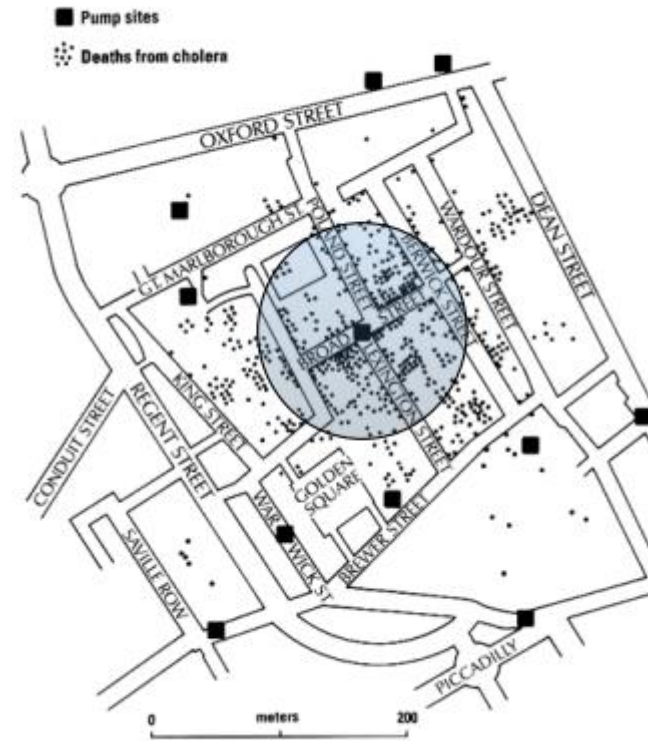 Pump sites
Deaths from cholera
OXFORD STREET
GT. MARLBOROUGH ST.
POLAND STREET
BERWICK STREET
WARDOUR STREET
DEAN STREET
BROAD STREET
KING STREET
LEXINGTON STREET
REGENT STREET
CONDUIT STREET
GOLDEN
SQUARE
WARWICK ST.
BREWER STREET
SAVILLE ROW
PICCADILLY
0 meters 200